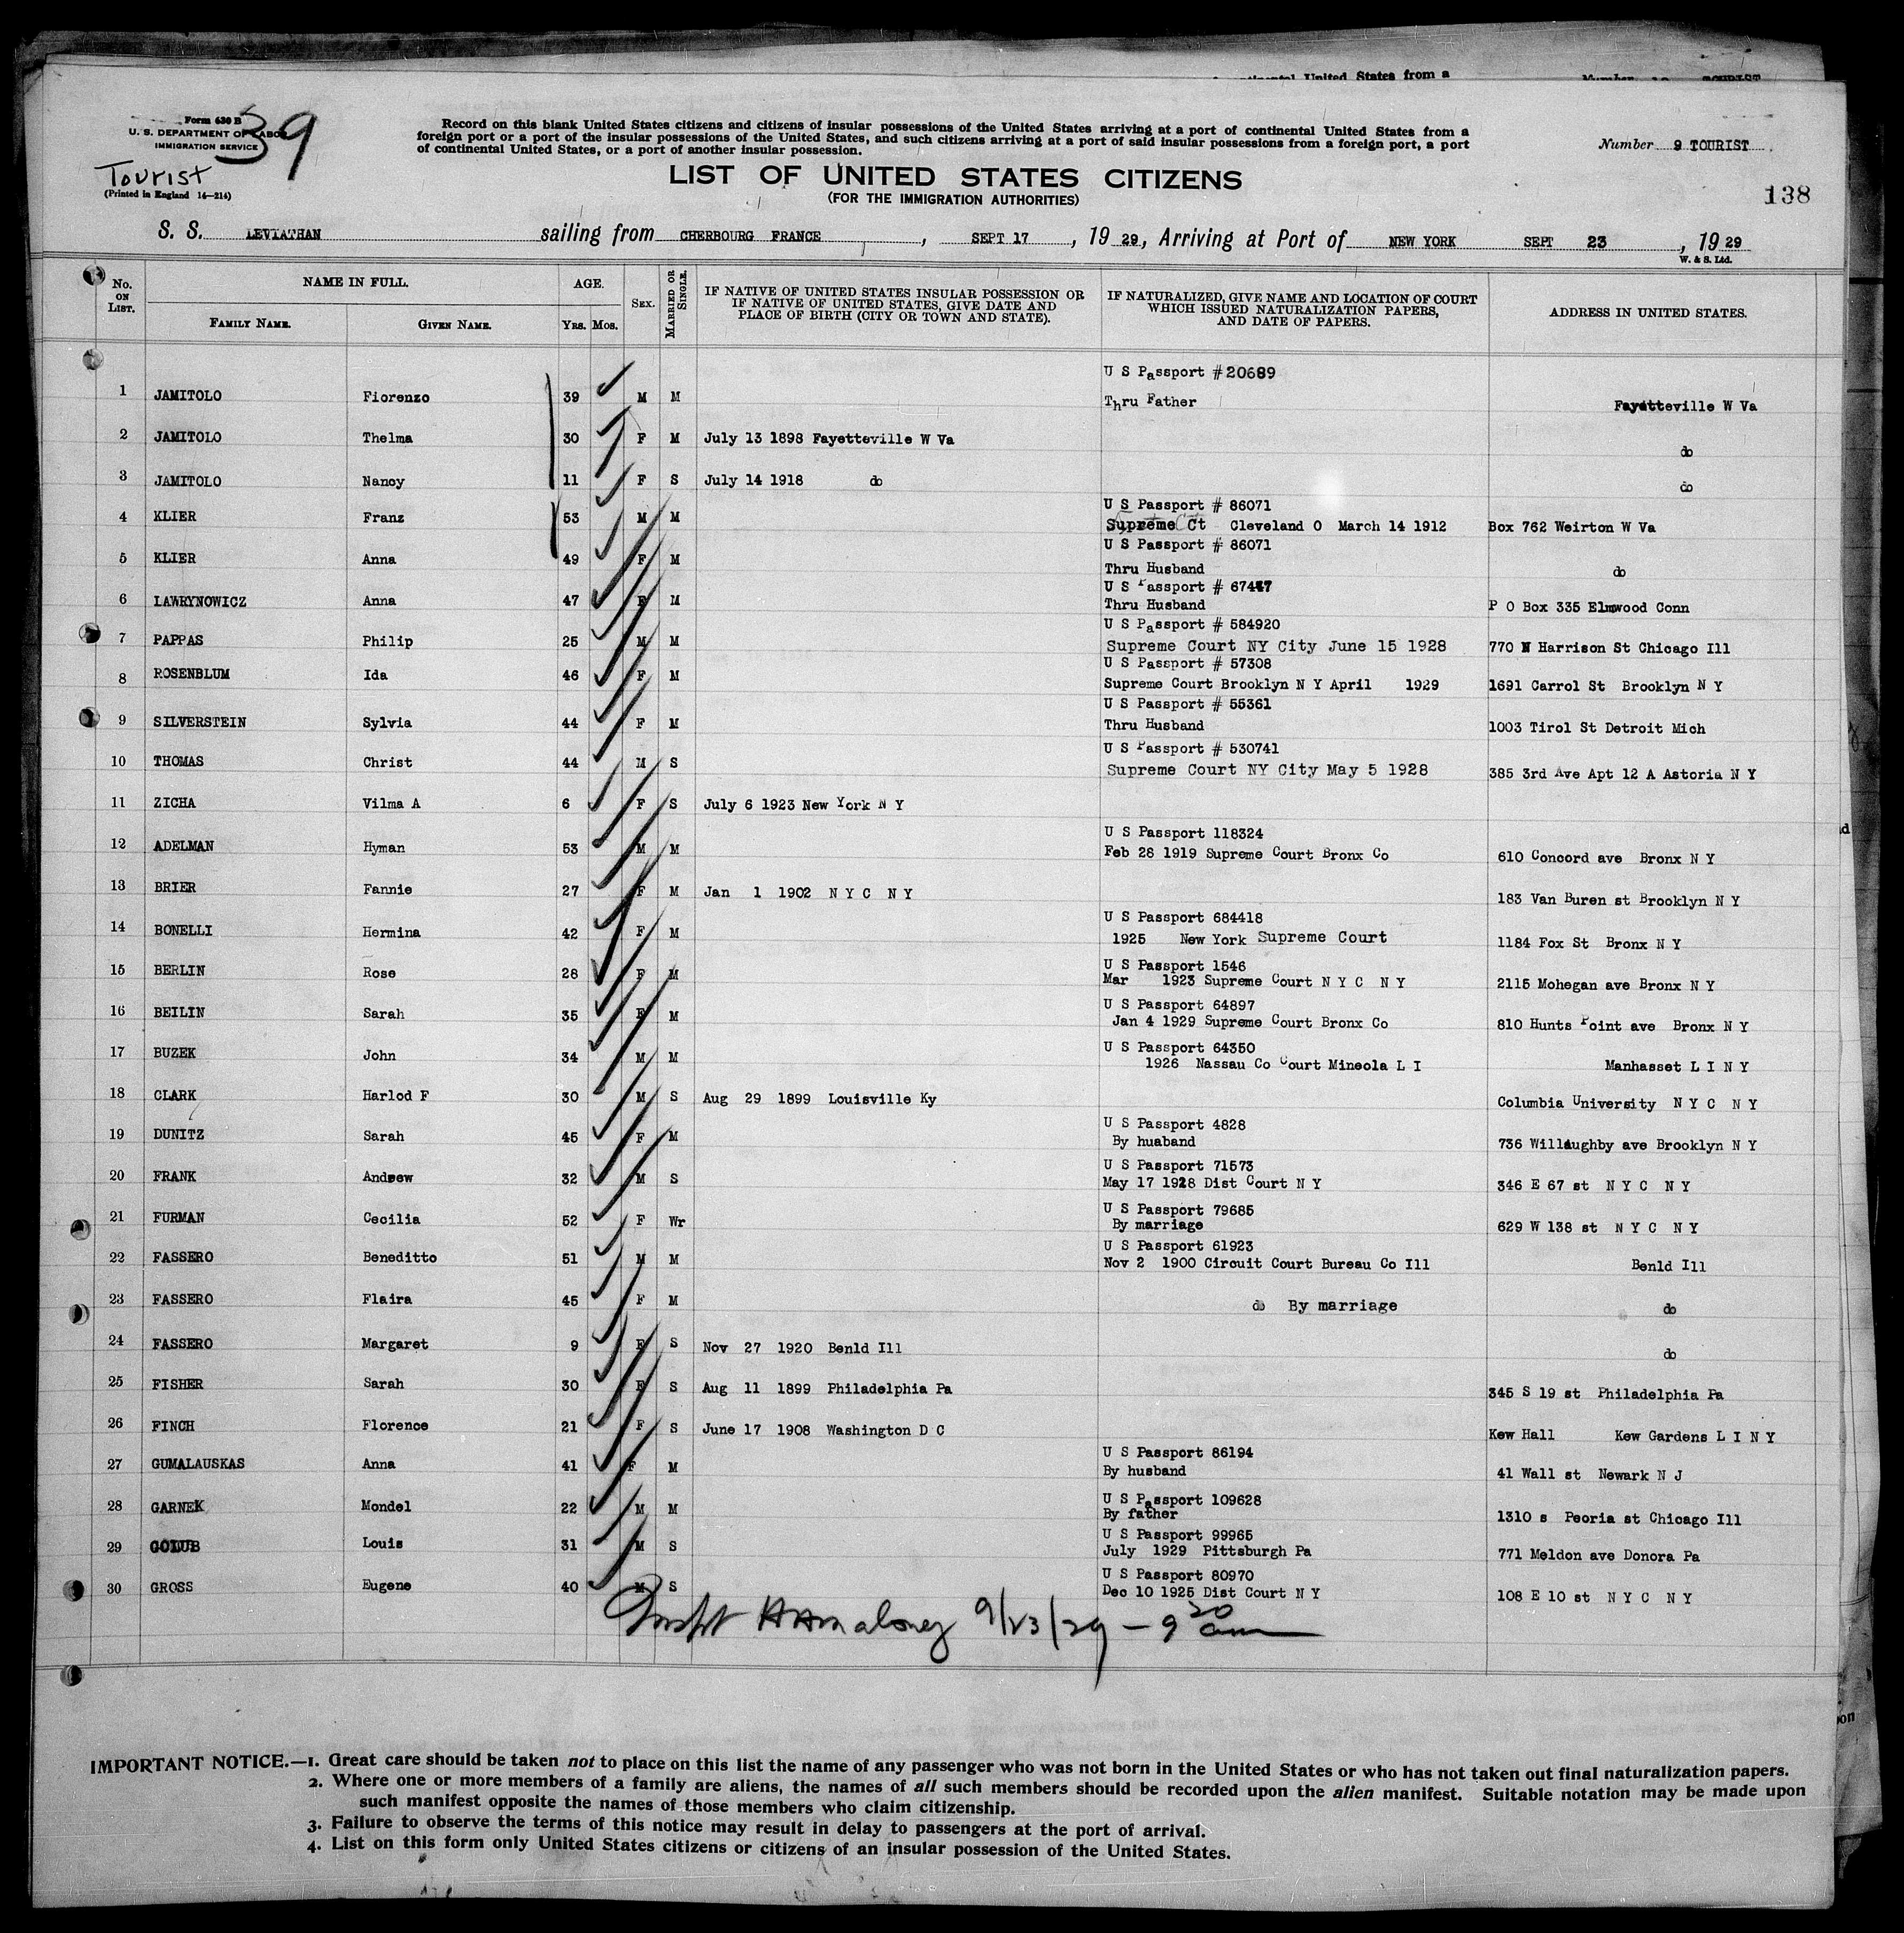 continental United States from a
TOURIST
Form 630 B
39
U. S. DEPARTMENT OF LABOR
IMMIGRATION SERVICE
Tourist
(Printed in England 14—214)
Record on this blank United States citizens and citizens of insular possessions of the United States arriving at a port of continental United States from a
foreign port or a port of the insular possessions of the United States, and such citizens arriving at a port of said insular possessions from a foreign port, a port
of continental United States, or a port of another insular possession.
Number 9 TOURIST
LIST OF UNITED STATES CITIZENS
(FOR THE IMMIGRATION AUTHORITIES)
138
S. S. LEVIATHAN sailing from CHERBOURG FRANCE, SEPT 17, 1929, Arriving at Port of NEW YORK SEPT 23, 1929
W. & S. Ltd.
No. ON LIST. NAME IN FULL. FAMILY NAME. GIVEN NAME. AGE. YRS. MOS. SEX. MARRIED OR SINGLE. IF NATIVE OF UNITED STATES INSULAR POSSESSION OR IF NATIVE OF UNITED STATES, GIVE DATE AND PLACE OF BIRTH (CITY OR TOWN AND STATE). IF NATURALIZED, GIVE NAME AND LOCATION OF COURT WHICH ISSUED NATURALIZATION PAPERS, AND DATE OF PAPERS. ADDRESS IN UNITED STATES.
U S Passport #20689
1 JAMITOLO Fiorenzo 39 M M Thru Father Fayetteville W Va
2 JAMITOLO Thelma 30 F M July 13 1898 Fayetteville W Va do
3 JAMITOLO Nancy 11 F S July 14 1918 do do
U S Passport # 86071
4 KLIER Franz 53 M M Supreme Ct Cleveland O March 14 1912 Box 762 Weirton W Va
U S Passport # 86071
5 KLIER Anna 49 F M Thru Husband do
U S Passport # 67447
6 LAWRYNOWICZ Anna 47 F M Thru Husband P O Box 335 Elmwood Conn
U S Passport # 584920
7 PAPPAS Philip 25 M M Supreme Court NY City June 15 1928 770 N Harrison St Chicago Ill
U S Passport # 57308
8 ROSENBLUM Ida 46 F M Supreme Court Brooklyn N Y April 1929 1691 Carrol St Brooklyn N Y
U S Passport # 55361
9 SILVERSTEIN Sylvia 44 F M Thru Husband 1003 Tirol St Detroit Mich
U S Passport # 530741
10 THOMAS Christ 44 M S Supreme Court NY City May 5 1928 385 3rd Ave Apt 12 A Astoria N Y
11 ZICHA Vilma A 6 F S July 6 1923 New York N Y
U S Passport 118324
12 ADELMAN Hyman 53 M M Feb 28 1919 Supreme Court Bronx Co 610 Concord ave Bronx N Y
13 BRIER Fannie 27 F M Jan 1 1902 N Y C N Y 183 Van Buren st Brooklyn N Y
U S Passport 684418
14 BONELLI Hermina 42 F M 1925 New York Supreme Court 1184 Fox St Bronx N Y
U S Passport 1546
15 BERLIN Rose 28 F M Mar 1923 Supreme Court N Y C N Y 2115 Mohegan ave Bronx N Y
U S Passport 64897
16 BEILIN Sarah 35 F M Jan 4 1929 Supreme Court Bronx Co 810 Hunts Point ave Bronx N Y
U S Passport 64350
17 BUZEK John 34 M M 1926 Nassau Co Court Mineola L I Manhasset L I N Y
18 CLARK Harlod F 30 M S Aug 29 1899 Louisville Ky Columbia University N Y C N Y
U S Passport 4828
19 DUNITZ Sarah 45 F M By huaband 736 Willaughby ave Brooklyn N Y
U S Passport 71573
20 FRANK Andrew 32 M S May 17 1928 Dist Court N Y 346 E 67 st N Y C N Y
U S Passport 79685
21 FURMAN Cecilia 52 F Wr By marriage 629 W 138 st N Y C N Y
U S Passport 61923
22 FASSERO Beneditto 51 M M Nov 2 1900 Circuit Court Bureau Co Ill Benld Ill
23 FASSERO Flaira 45 F M do By marriage do
24 FASSERO Margaret 9 F S Nov 27 1920 Benld Ill do
25 FISHER Sarah 30 F S Aug 11 1899 Philadelphia Pa 345 S 19 st Philadelphia Pa
26 FINCH Florence 21 F S June 17 1908 Washington D C Kew Hall Kew Gardens L I N Y
U S Passport 86194
27 GUMALAUSKAS Anna 41 F M By husband 41 Wall st Newark N J
U S Passport 109628
28 GARNEK Mondel 22 M M By father 1310 s Peoria st Chicago Ill
U S Passport 99965
29 GOLUB Louis 31 M S July 1929 Pittsburgh Pa 771 Meldon ave Donora Pa
U S Passport 80970
30 GROSS Eugene 40 M S Dec 10 1925 Dist Court N Y 108 E 10 st N Y C N Y
Maloney 9/23/29 — 9 20 am
IMPORTANT NOTICE.—1. Great care should be taken not to place on this list the name of any passenger who was not born in the United States or who has not taken out final naturalization papers.
2. Where one or more members of a family are aliens, the names of all such members should be recorded upon the alien manifest. Suitable notation may be made upon
such manifest opposite the names of those members who claim citizenship.
3. Failure to observe the terms of this notice may result in delay to passengers at the port of arrival.
4. List on this form only United States citizens or citizens of an insular possession of the United States.